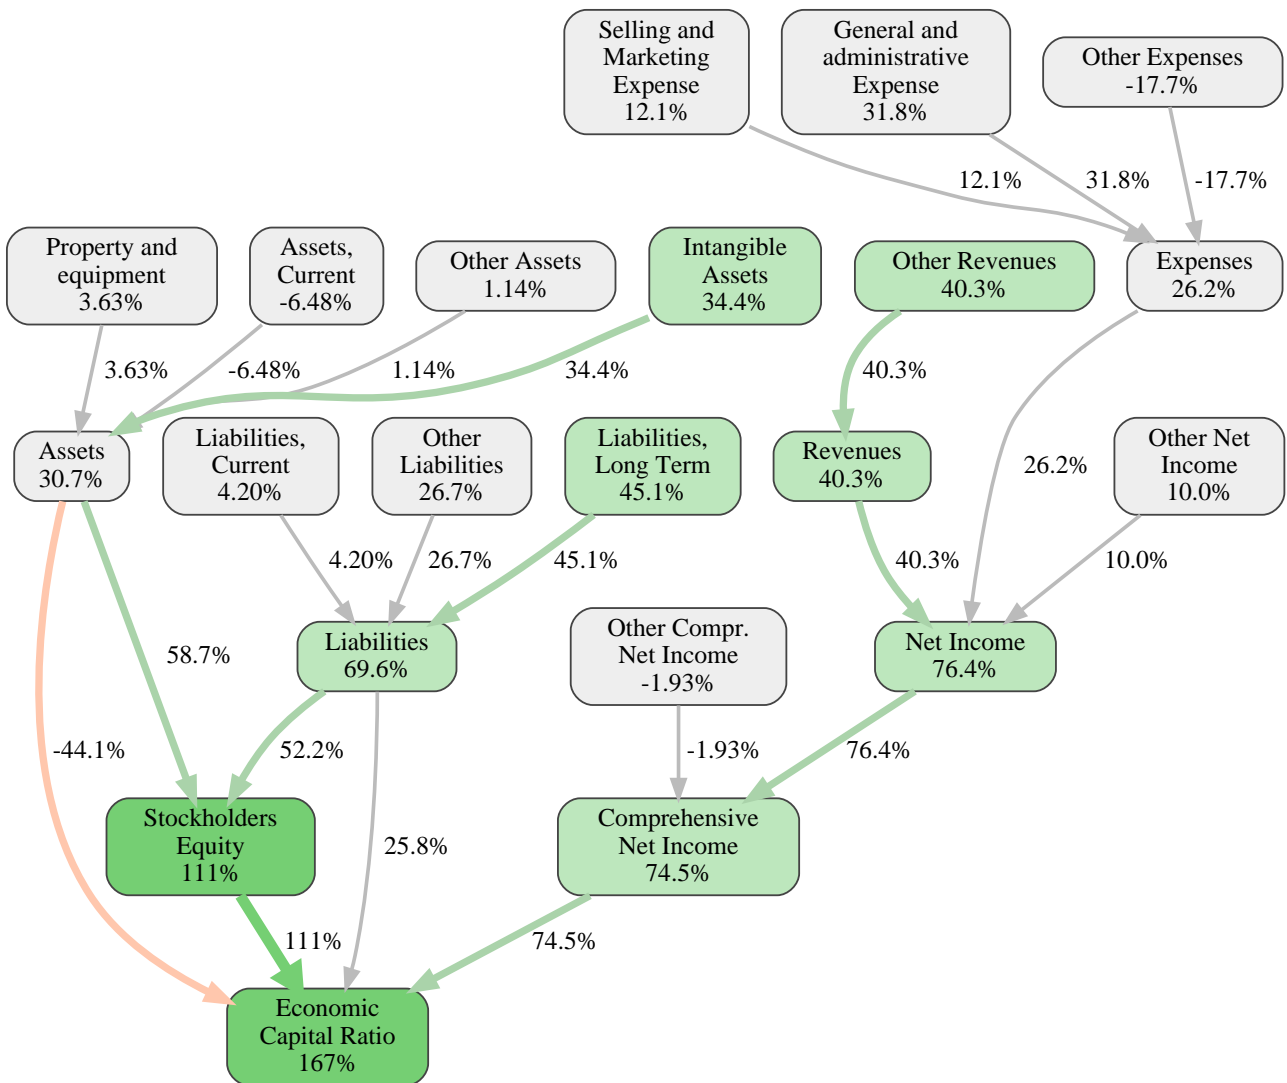 Selling and
Marketing
Expense
12.1%
General and
administrative
Expense
31.8%
Other Expenses
-17.7%
12.1%
31.8%
-17.7%
Property and
equipment
3.63%
Assets,
Current
-6.48%
Other Assets
1.14%
Intangible
Assets
34.4%
Other Revenues
40.3%
Expenses
26.2%
3.63%
-6.48%
1.14%
34.4%
40.3%
Assets
30.7%
Liabilities,
Current
4.20%
Other
Liabilities
26.7%
Liabilities,
Long Term
45.1%
Revenues
40.3%
26.2%
Other Net
Income
10.0%
4.20%
26.7%
45.1%
40.3%
10.0%
58.7%
Liabilities
69.6%
Other Compr.
Net Income
-1.93%
Net Income
76.4%
-44.1%
52.2%
-1.93%
76.4%
Stockholders
Equity
111%
25.8%
Comprehensive
Net Income
74.5%
111%
74.5%
Economic
Capital Ratio
167%